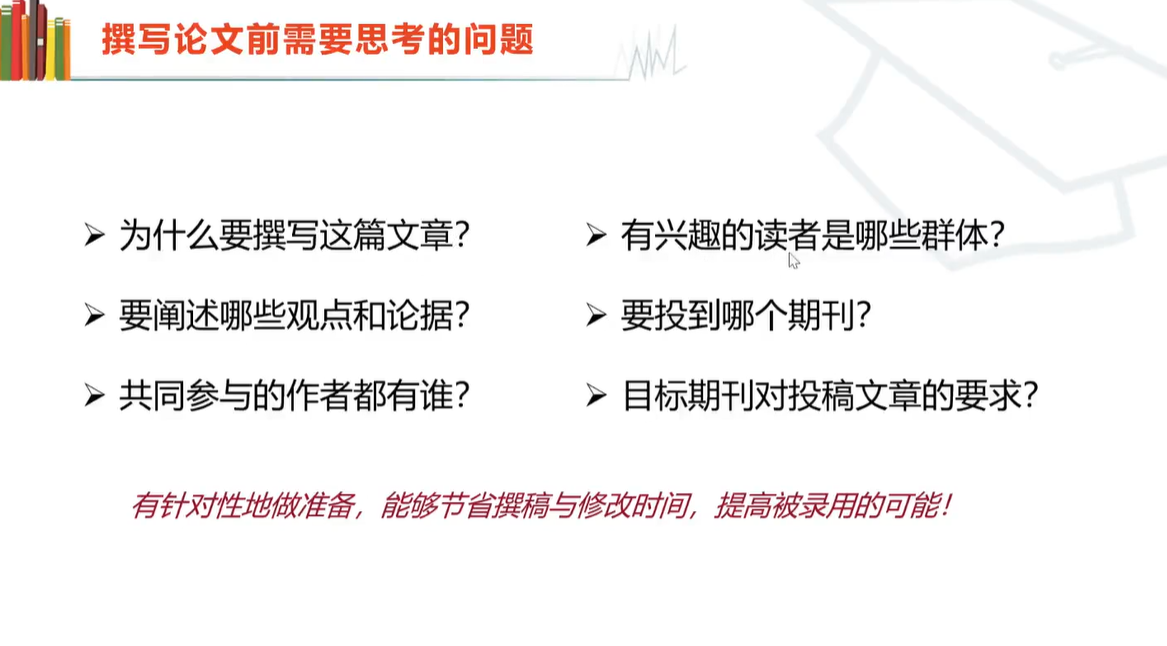 撰写论文前需要思考的问题
为什么要撰写这篇文章?
要阐述哪些观点和论据?
共同参与的作者都有谁?
有兴趣的读者是哪些群体?
要投到哪个期刊?
目标期刊对投稿文章的要求?
有针对性地做准备，能够节省撰稿与修改时间，提高被录用的可能！